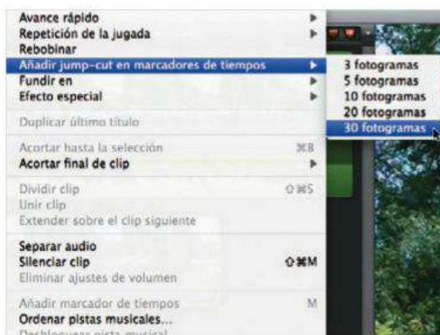 Avance rápido
Repetición de la jugada
Rebobinar
Añadir jump-cut en marcadores de tiempos
Fundir en
Efecto especial
Duplicar último título
Acortar hasta la selección ⌘B
Acortar final de clip
Dividir clip ⇧⌘S
Unir clip
Extender sobre el clip siguiente
Separar audio
Silenciar clip ⇧⌘M
Eliminar ajustes de volumen
Añadir marcador de tiempos M
Ordenar pistas musicales...
Desbloquear pista musical
3 fotogramas
5 fotogramas
10 fotogramas
20 fotogramas
30 fotogramas